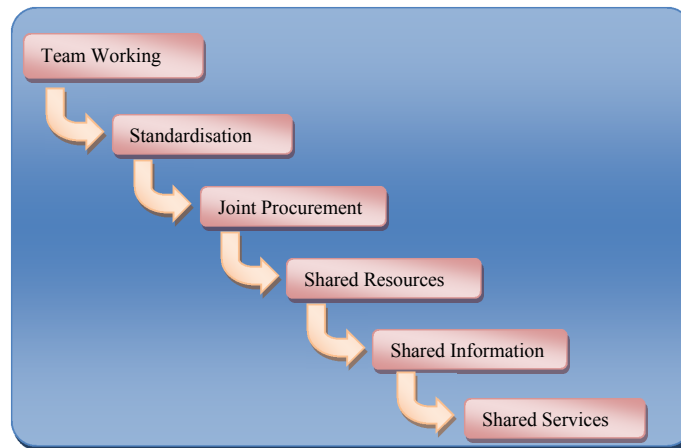 Team Working
Standardisation
Joint Procurement
Shared Resources
Shared Information
Shared Services